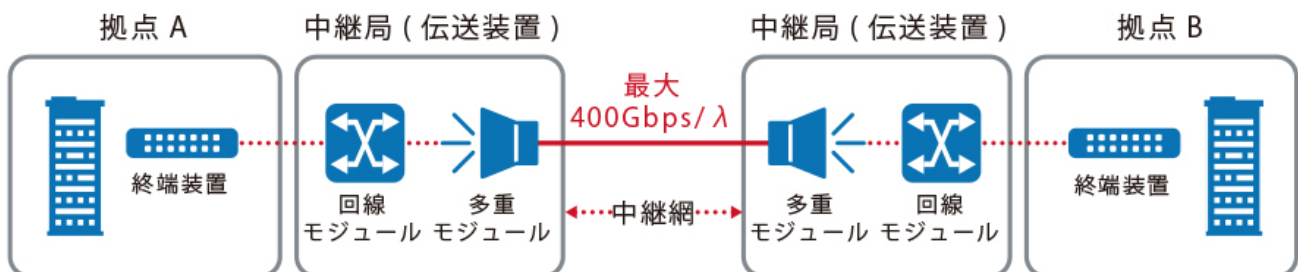 拠点 A
中継局 ( 伝送装置 )
中継局 ( 伝送装置 )
拠点 B
最大
400Gbps/ λ
終端装置
回線
モジュール
多重
モジュール
中継網
多重
モジュール
回線
モジュール
終端装置